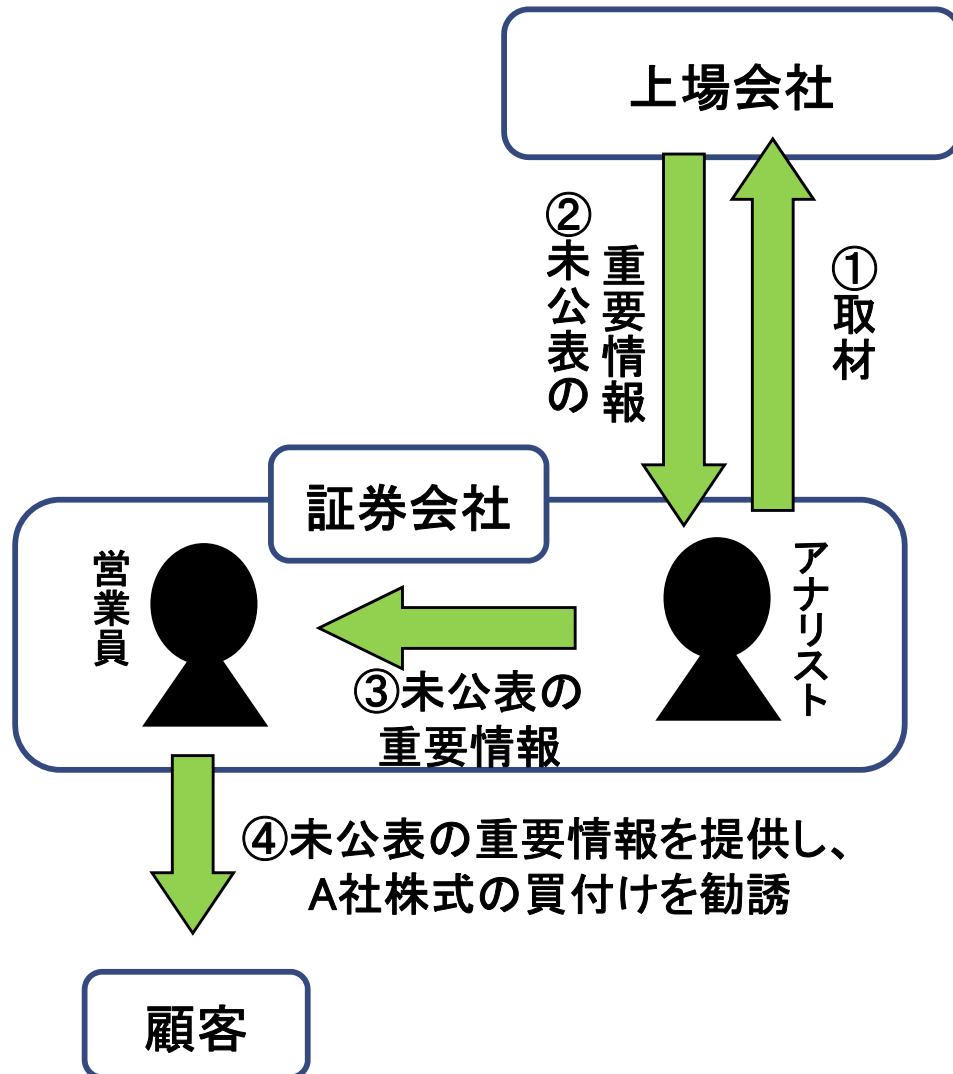 上場会社
①取材
②未公表の
重要情報
証券会社
アナリスト
営業員
③未公表の
重要情報
④未公表の重要情報を提供し、
A社株式の買付けを勧誘
顧客